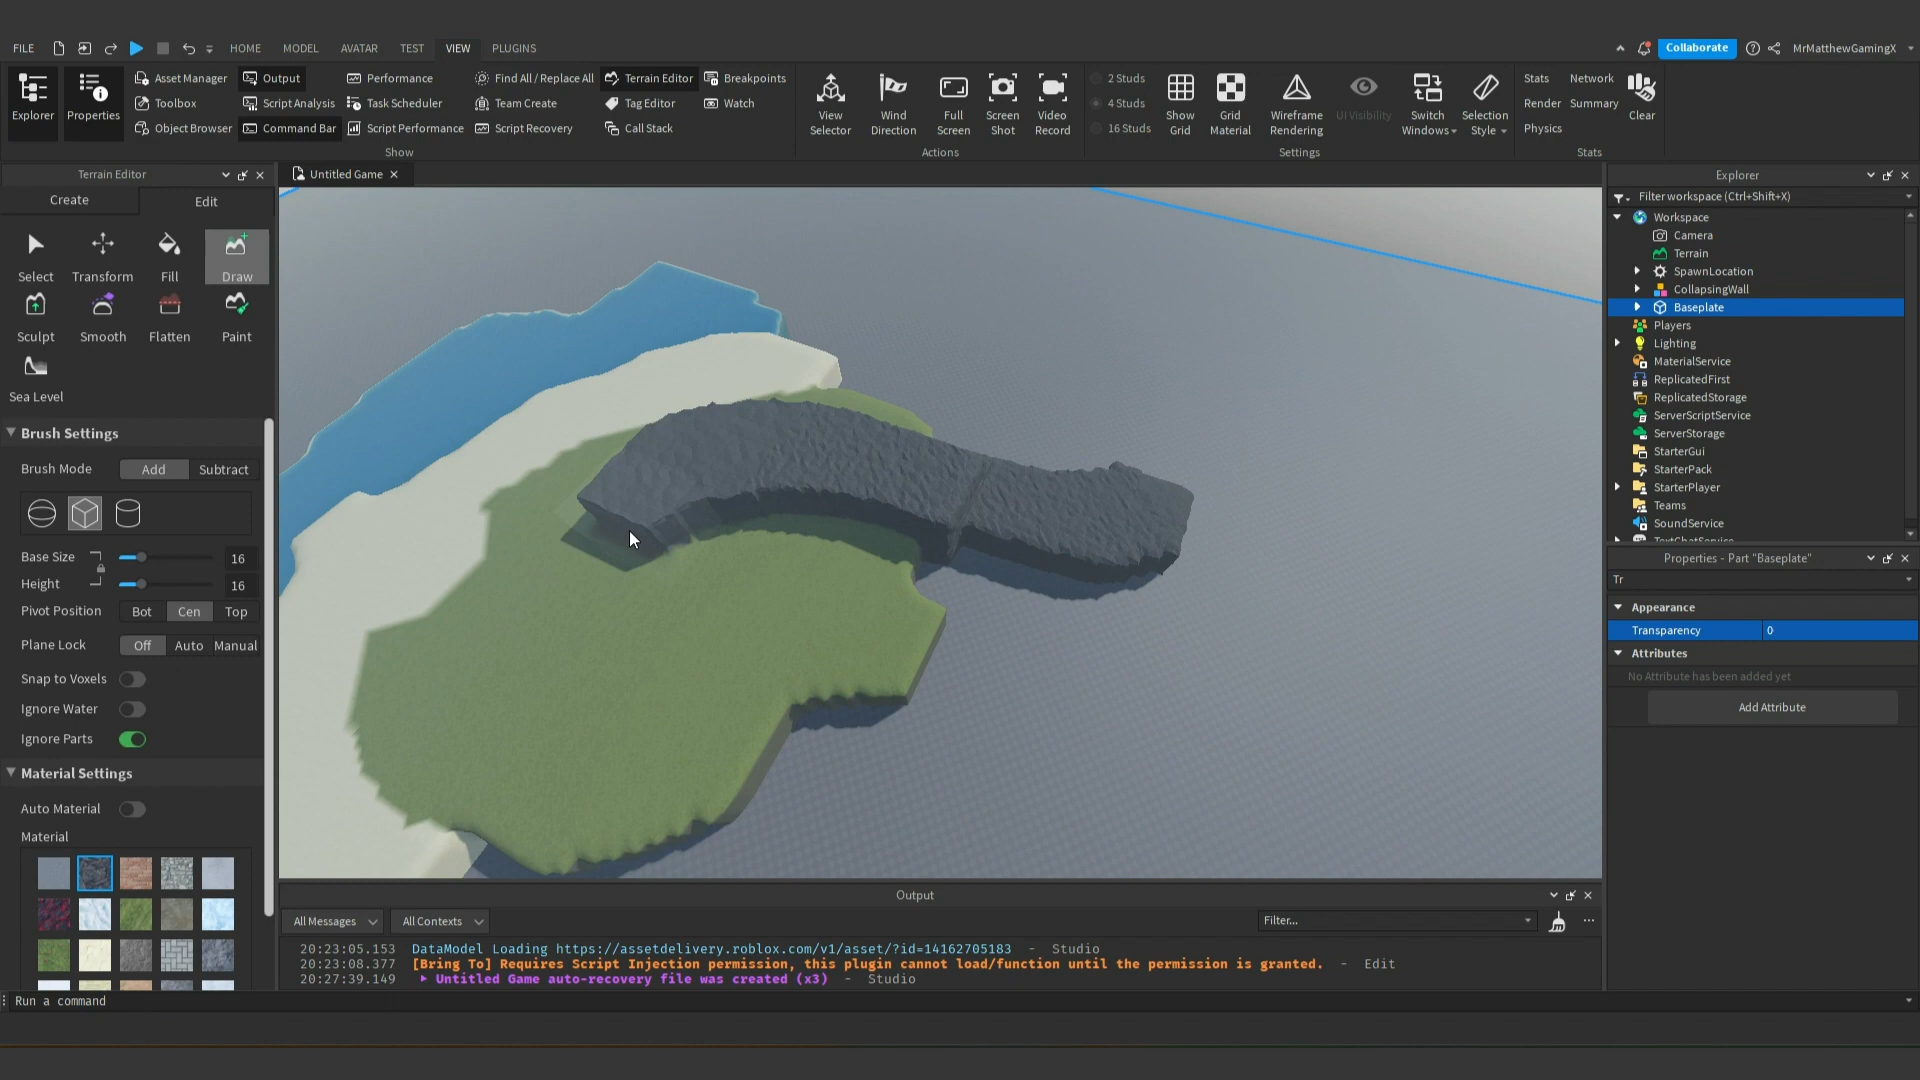 FILE HOME MODEL AVATAR TEST VIEW PLUGINS Collaborate MrMatthewGamingX
Explorer Properties
Asset Manager Output Performance Find All / Replace All Terrain Editor Breakpoints
Toolbox Script Analysis Task Scheduler Team Create Tag Editor Watch
Object Browser Command Bar Script Performance Script Recovery Call Stack
Show
View Selector
Wind Direction
Full Screen
Screen Shot
Video Record
Actions
2 Studs
4 Studs
16 Studs
Show Grid
Grid Material
Wireframe Rendering
UI Visibility
Switch Windows
Selection Style
Settings
Stats Network
Render Summary
Physics
Clear
Stats
Terrain Editor
Create Edit
Select Transform Fill Draw
Sculpt Smooth Flatten Paint
Sea Level
Brush Settings
Brush Mode Add Subtract
Base Size 16
Height 16
Pivot Position Bot Cen Top
Plane Lock Off Auto Manual
Snap to Voxels
Ignore Water
Ignore Parts
Material Settings
Auto Material
Material
Untitled Game
Explorer
Filter workspace (Ctrl+Shift+X)
Workspace
Camera
Terrain
SpawnLocation
CollapsingWall
Baseplate
Players
Lighting
MaterialService
ReplicatedFirst
ReplicatedStorage
ServerScriptService
ServerStorage
StarterGui
StarterPack
StarterPlayer
Teams
SoundService
TextChatService
Properties - Part "Baseplate"
Tr
Appearance
Transparency 0
Attributes
No Attribute has been added yet
Add Attribute
Output
All Messages All Contexts Filter...
20:23:05.153 DataModel Loading https://assetdelivery.roblox.com/v1/asset/?id=14162705183 - Studio
20:23:08.377 [Bring To] Requires Script Injection permission, this plugin cannot load/function until the permission is granted. - Edit
20:27:39.149 Untitled Game auto-recovery file was created (x3) - Studio
Run a command